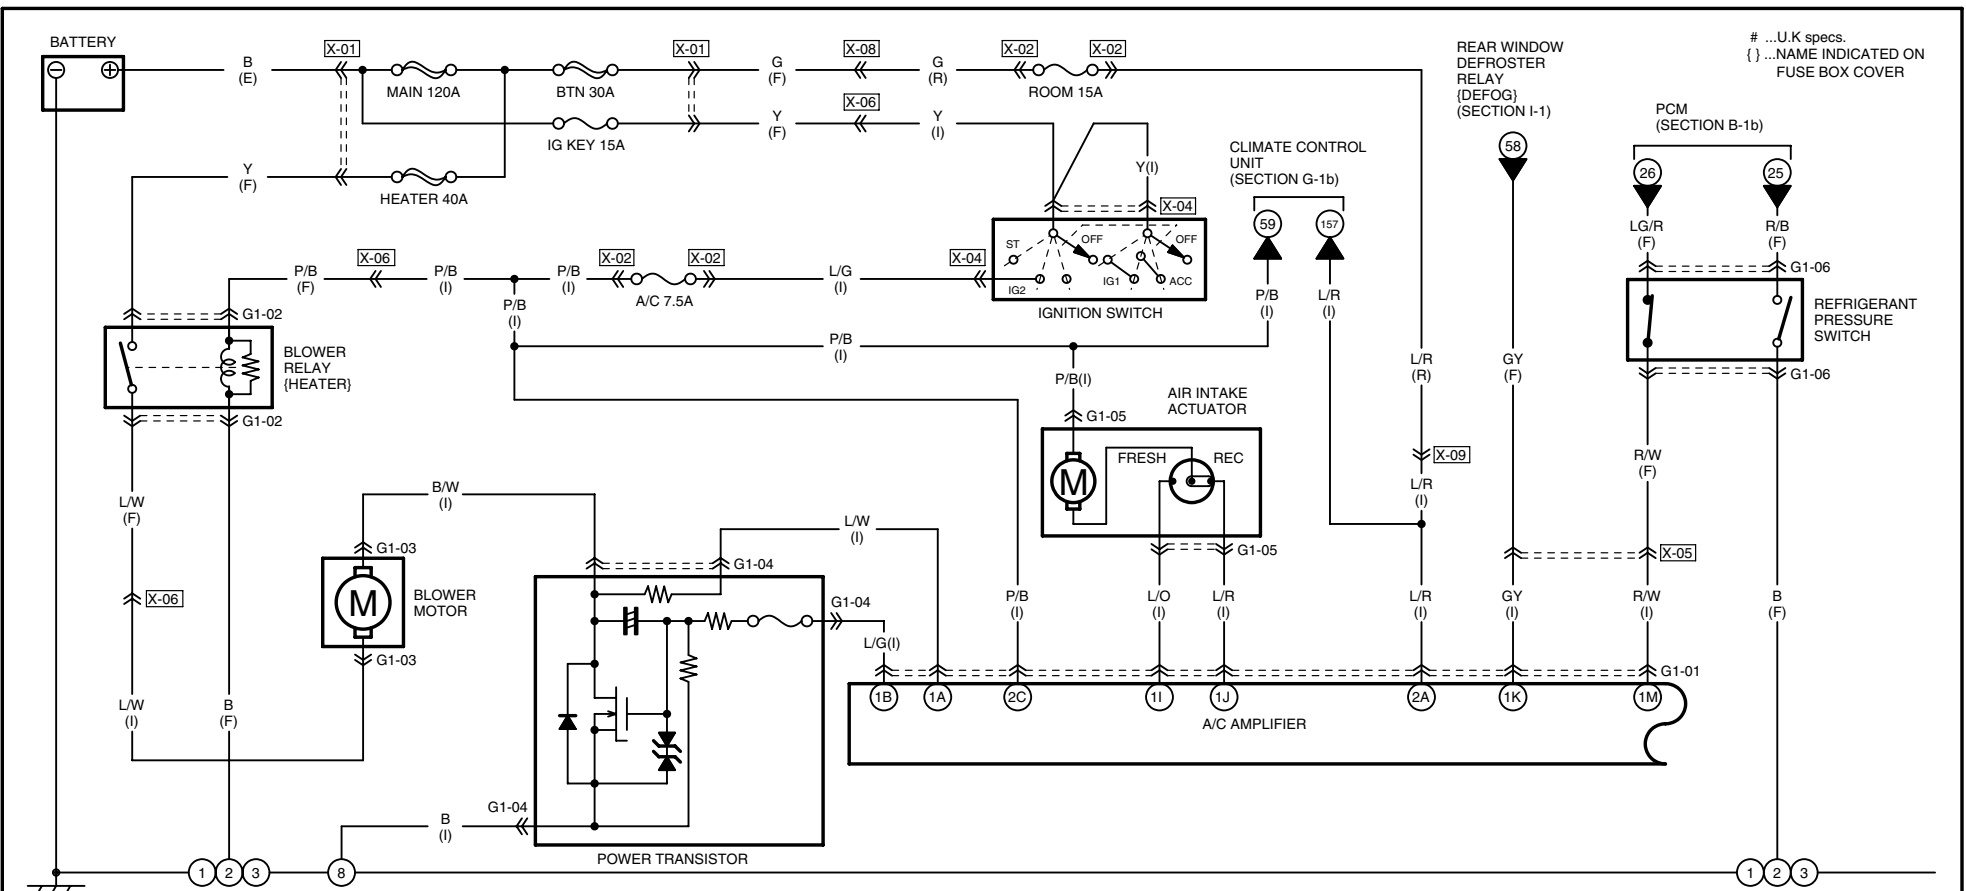 BATTERY
B
(E)
X-01
MAIN 120A
BTN 30A
X-01
G
(F)
X-08
G
(R)
X-02
X-02
ROOM 15A
REAR WINDOW
DEFROSTER
RELAY
{DEFOG}
(SECTION I-1)
58
# ...U.K specs.
{ } ...NAME INDICATED ON
FUSE BOX COVER
PCM
(SECTION B-1b)
26
25
IG KEY 15A
Y
(F)
X-06
Y
(I)
Y(I)
Y
(F)
HEATER 40A
CLIMATE CONTROL
UNIT
(SECTION G-1b)
59
157
X-04
LG/R
(F)
R/B
(F)
G1-06
P/B
(F)
X-06
P/B
(I)
P/B
(I)
X-02
X-02
A/C 7.5A
L/G
(I)
X-04
ST
OFF
OFF
IG2
IG1
ACC
IGNITION SWITCH
P/B
(I)
P/B
(I)
L/R
(I)
G1-02
BLOWER
RELAY
{HEATER}
G1-02
REFRIGERANT
PRESSURE
SWITCH
G1-06
P/B
(I)
L/R
(R)
GY
(F)
P/B(I)
G1-05
AIR INTAKE
ACTUATOR
M
FRESH
REC
G1-05
X-09
L/R
(I)
R/W
(F)
L/W
(F)
B/W
(I)
L/W
(I)
G1-03
M
BLOWER
MOTOR
G1-03
X-06
G1-04
G1-04
L/G(I)
X-05
P/B
(I)
L/O
(I)
L/R
(I)
L/R
(I)
GY
(I)
R/W
(I)
B
(F)
G1-01
1B
1A
2C
1I
1J
2A
1K
1M
A/C AMPLIFIER
L/W
(I)
B
(F)
G1-04
B
(I)
POWER TRANSISTOR
1
2
3
8
1
2
3